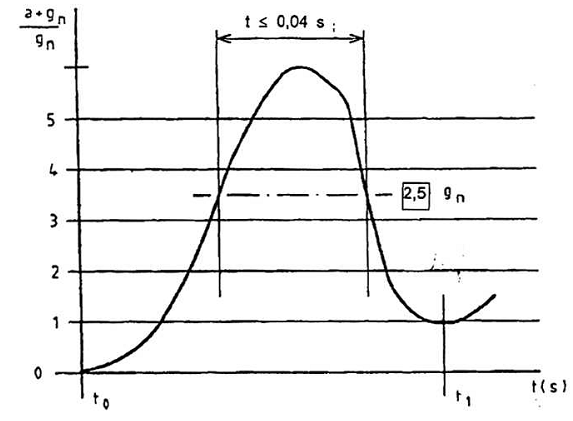 a+gₙ
gₙ
t ≤ 0,04 s
5
4
2,5 gₙ
3
2
1
0
t(s)
t₀
t₁